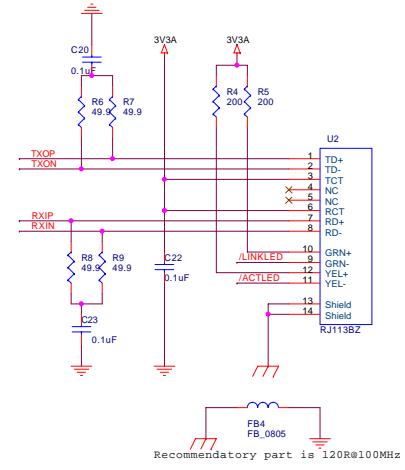 C20
0.1uF
3V3A
3V3A
R6
49.9
R7
49.9
R4
200
R5
200
U2
TXOP
TXON
1 TD+
2 TD-
3 TCT
4 NC
5 NC
6 RCT
7 RD+
8 RD-
RXIP
RXIN
R8
49.9
R9
49.9
C22
0.1uF
10 GRN+
/LINKLED 9 GRN-
12 YEL+
/ACTLED 11 YEL-
13 Shield
14 Shield
RJ113BZ
C23
0.1uF
FB4
FB_0805
Recommendatory part is 120R@100MHz